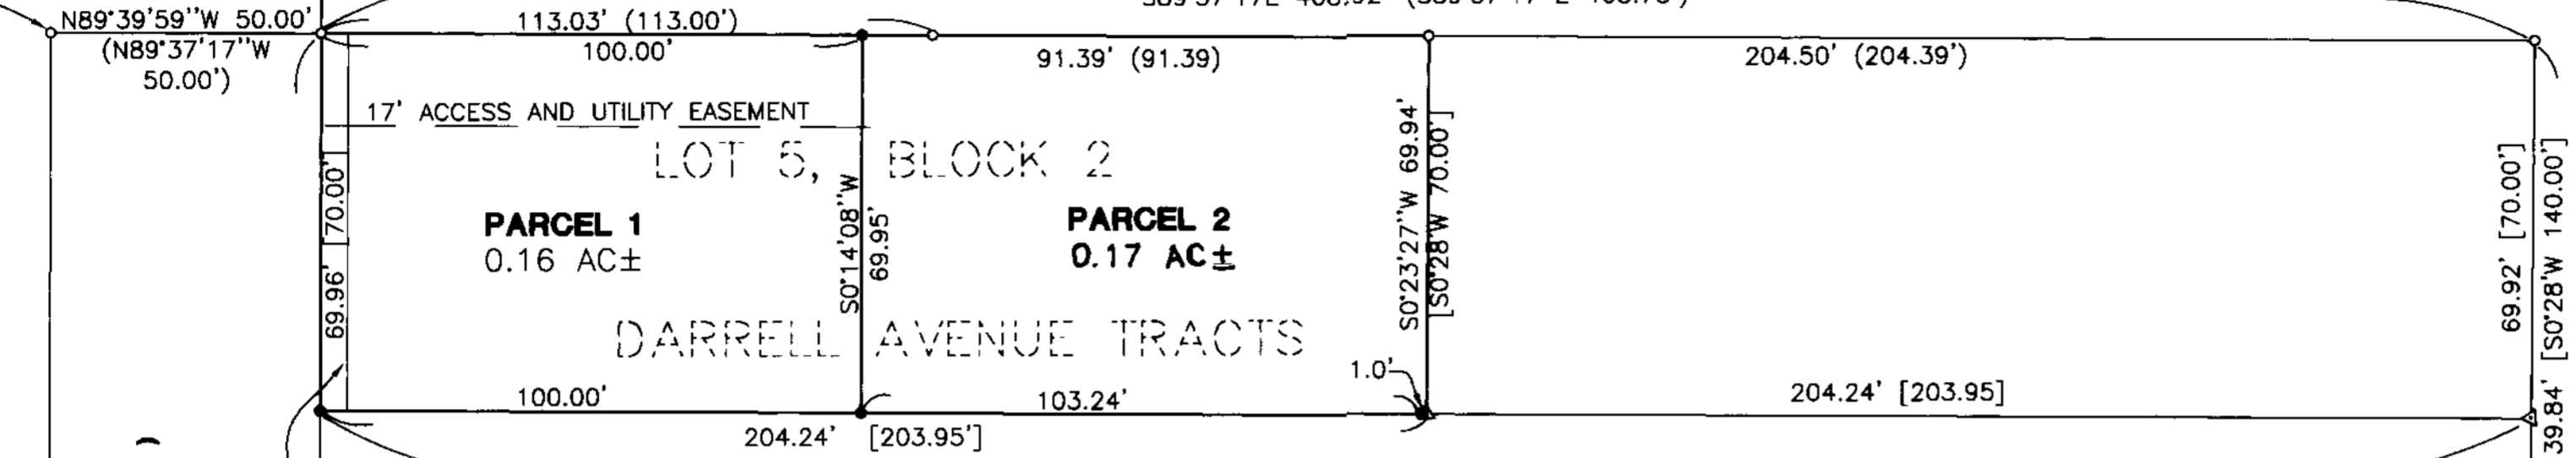 N89°39'59"W 50.00'
(N89°37'17"W
50.00')
113.03' (113.00')
100.00'
91.39' (91.39)
204.50' (204.39')
17' ACCESS AND UTILITY EASEMENT
LOT 5, BLOCK 2
PARCEL 1
0.16 AC±
PARCEL 2
0.17 AC±
69.96' [70.00']
S0°14'08"W
69.95'
S0°23'27"W 69.94'
[S0°28'W 70.00']
69.92' [70.00']
[S0°28'W 140.00']
39.84'
DARRELL AVENUE TRACTS
1.0'
100.00'
103.24'
204.24' [203.95]
204.24' [203.95']